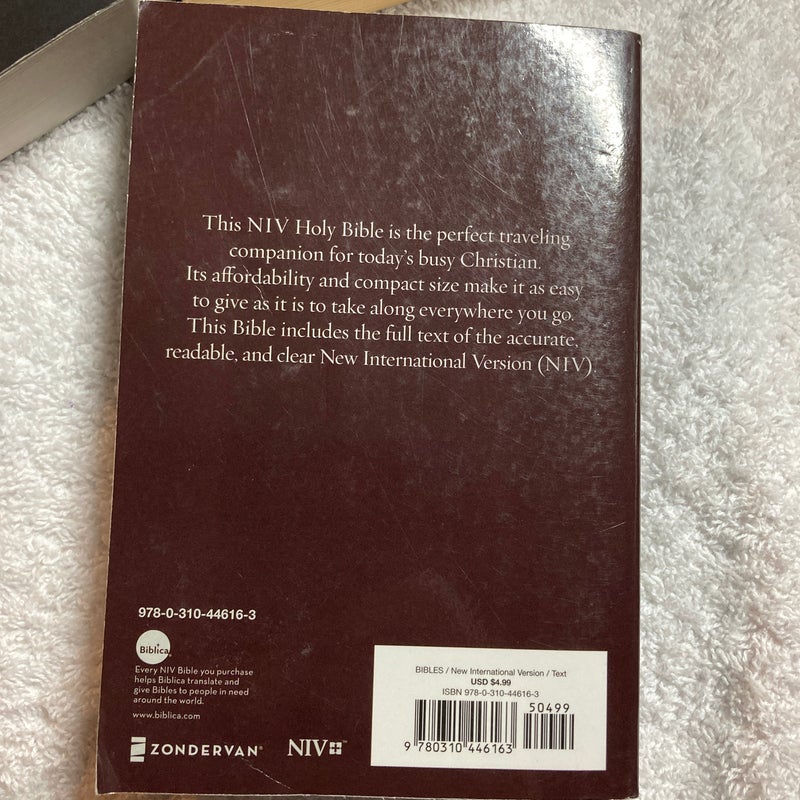 This NIV Holy Bible is the perfect traveling
companion for today's busy Christian.
Its affordability and compact size make it as easy
to give as it is to take along everywhere you go.
This Bible includes the full text of the accurate,
readable, and clear New International Version (NIV).
978-0-310-44616-3
Biblica
Every NIV Bible you purchase
helps Biblica translate and
give Bibles to people in need
around the world.
www.biblica.com
ZONDERVAN®
NIV™
BIBLES / New International Version / Text
USD $4.99
ISBN 978-0-310-44616-3
50499
9 780310 446163